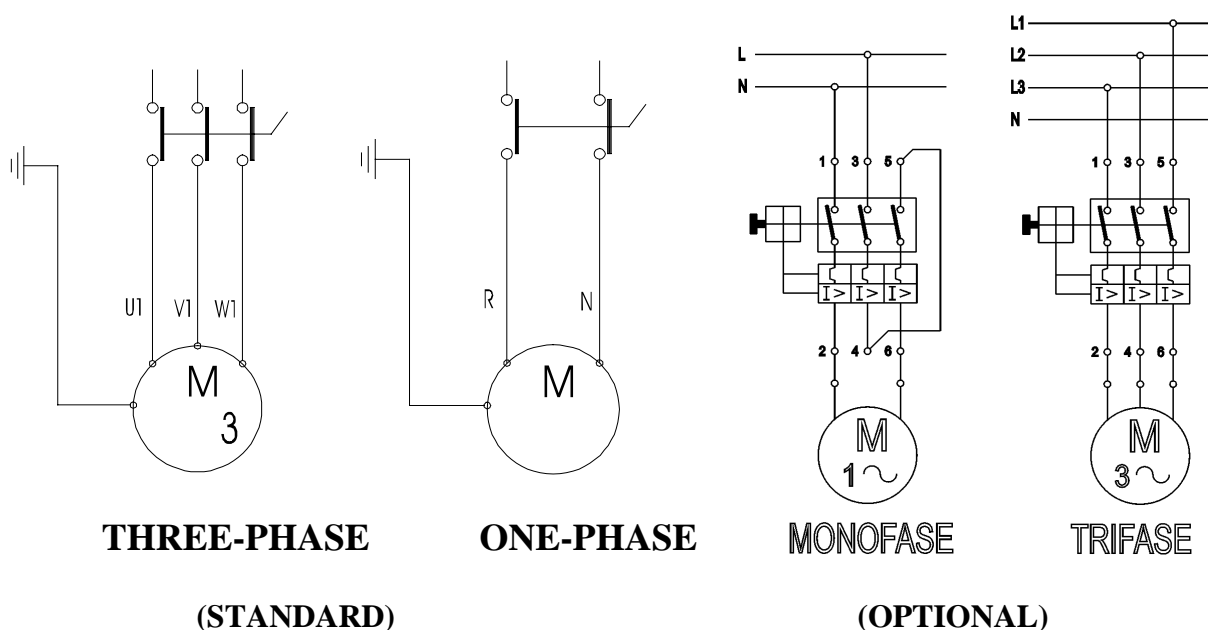 U1 V1 W1
M
3
THREE-PHASE
R N
M
ONE-PHASE
(STANDARD)
L
N
1 3 5
I> I> I>
2 4 6
M
1~
MONOFASE
L1
L2
L3
N
1 3 5
I> I> I>
2 4 6
M
3~
TRIFASE
(OPTIONAL)